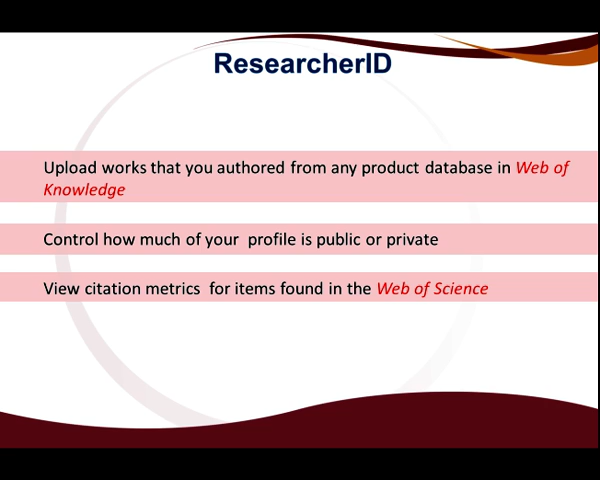 ResearcherID
Upload works that you authored from any product database in Web of
Knowledge
Control how much of your  profile is public or private
View citation metrics  for items found in the Web of Science